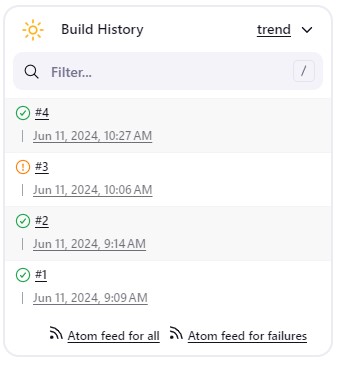 Build History trend
Filter... /
#4
Jun 11, 2024, 10:27 AM
#3
Jun 11, 2024, 10:06 AM
#2
Jun 11, 2024, 9:14 AM
#1
Jun 11, 2024, 9:09 AM
Atom feed for all Atom feed for failures